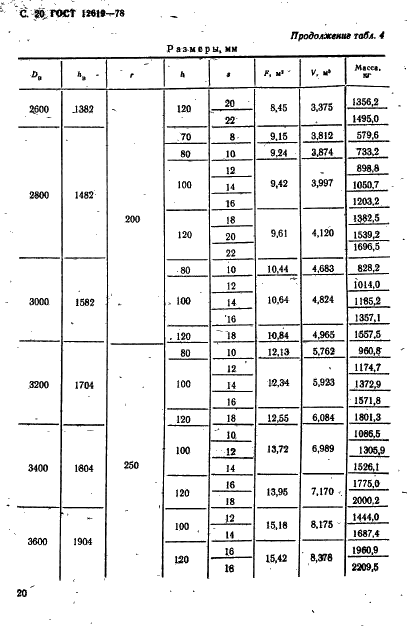 С. 20 ГОСТ 12619—78
Продолжение табл. 4
Размеры, мм
Dв hв r h s F, м² V, м³ Масса, кг
2600 1382 200 120 20 8,45 3,375 1356,2
22 1495,0
2800 1482 70 8 9,15 3,812 579,6
80 10 9,24 3,874 733,2
100 12 9,42 3,997 898,8
14 1050,7
16 1203,2
120 18 9,61 4,120 1382,5
20 1539,2
22 1696,5
3000 1582 80 10 10,44 4,683 828,2
100 12 10,64 4,824 1014,0
14 1185,2
16 1357,1
120 18 10,84 4,965 1557,5
3200 1704 250 80 10 12,13 5,762 960,8
100 12 12,34 5,923 1174,7
14 1372,9
16 1571,8
120 18 12,55 6,084 1801,3
3400 1804 100 10 13,72 6,989 1086,5
12 1305,9
14 1526,1
120 16 13,95 7,170 1775,0
18 2000,2
3600 1904 100 12 15,18 8,175 1444,0
14 1687,4
120 16 15,42 8,378 1960,9
18 2209,5
20